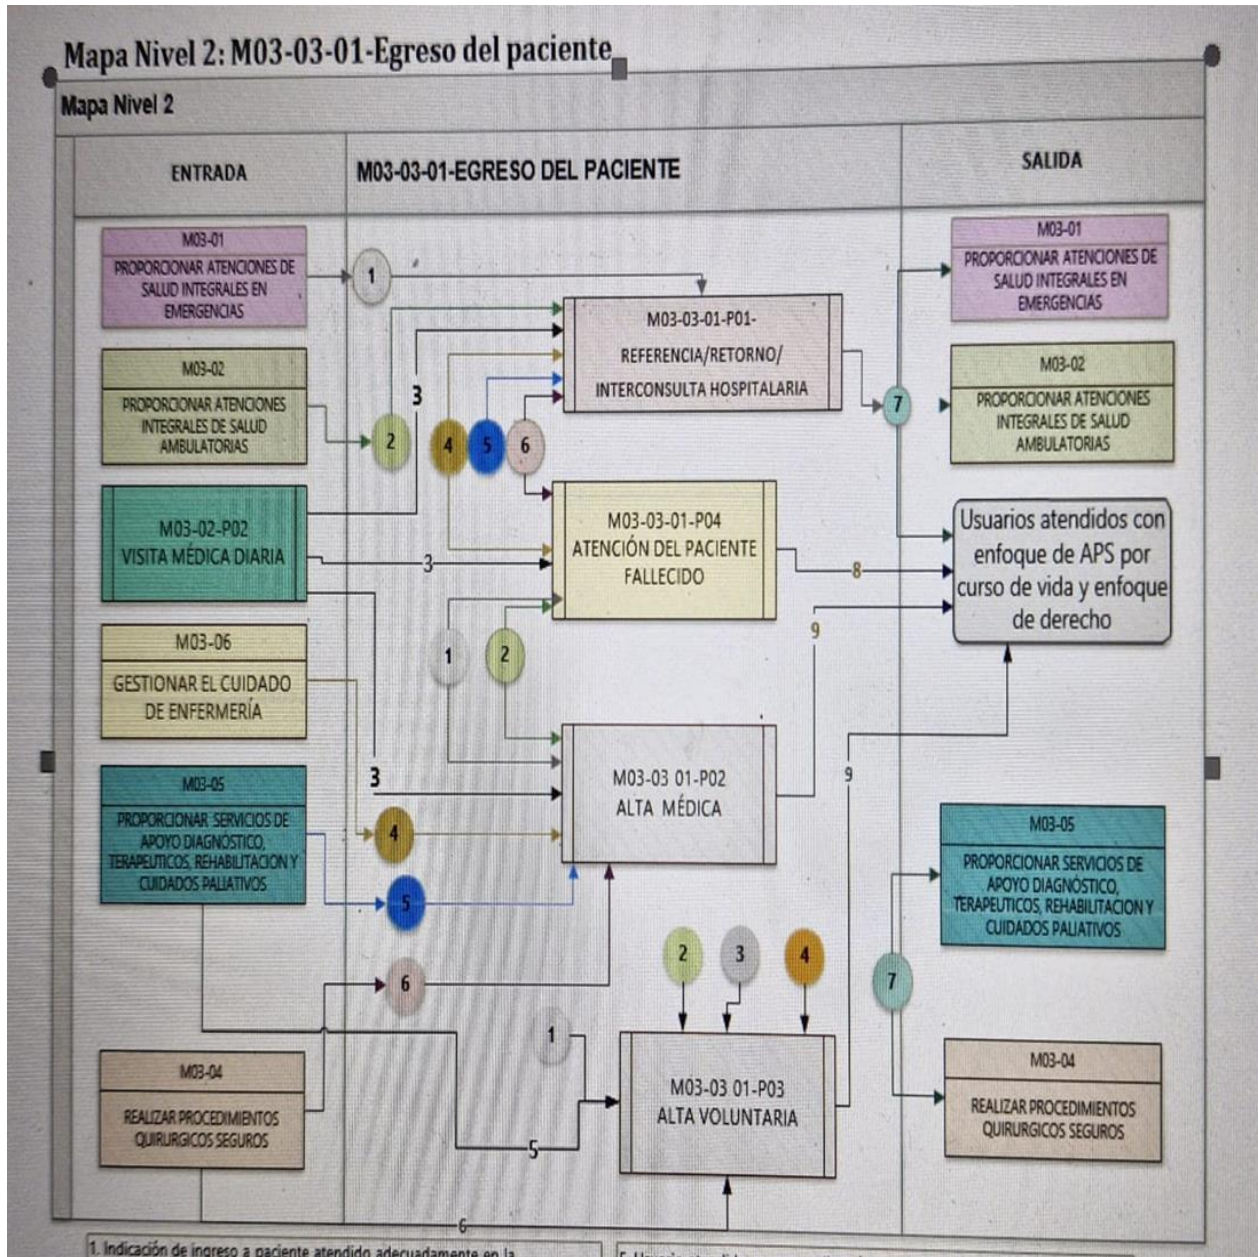 Mapa Nivel 2: M03-03-01-Egreso del paciente
Mapa Nivel 2
ENTRADA
M03-03-01-EGRESO DEL PACIENTE
SALIDA
M03-01
PROPORCIONAR ATENCIONES DE
SALUD INTEGRALES EN
EMERGENCIAS
M03-02
PROPORCIONAR ATENCIONES
INTEGRALES DE SALUD
AMBULATORIAS
M03-02-P02
VISITA MÉDICA DIARIA
M03-06
GESTIONAR EL CUIDADO
DE ENFERMERÍA
M03-05
PROPORCIONAR SERVICIOS DE
APOYO DIAGNÓSTICO,
TERAPEUTICOS, REHABILITACION Y
CUIDADOS PALIATIVOS
M03-04
REALIZAR PROCEDIMIENTOS
QUIRURGICOS SEGUROS
1
3
2
4
5
6
3
1
2
3
4
5
6
2
3
4
1
5
6
M03-03-01-P01-
REFERENCIA/RETORNO/
INTERCONSULTA HOSPITALARIA
M03-03-01-P04
ATENCIÓN DEL PACIENTE
FALLECIDO
M03-03 01-P02
ALTA MÉDICA
M03-03 01-P03
ALTA VOLUNTARIA
7
8
9
9
7
M03-01
PROPORCIONAR ATENCIONES DE
SALUD INTEGRALES EN
EMERGENCIAS
M03-02
PROPORCIONAR ATENCIONES
INTEGRALES DE SALUD
AMBULATORIAS
Usuarios atendidos con
enfoque de APS por
curso de vida y enfoque
de derecho
M03-05
PROPORCIONAR SERVICIOS DE
APOYO DIAGNÓSTICO,
TERAPEUTICOS, REHABILITACION Y
CUIDADOS PALIATIVOS
M03-04
REALIZAR PROCEDIMIENTOS
QUIRURGICOS SEGUROS
1. Indicación de ingreso a paciente atendido adecuadamente en la